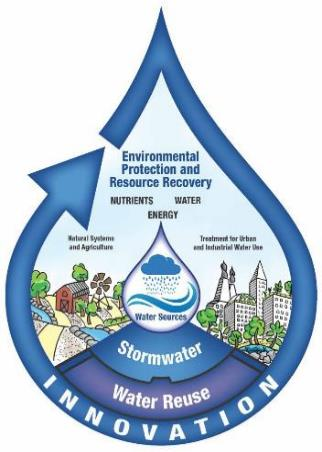 Environmental
Protection and
Resource Recovery
NUTRIENTS WATER
ENERGY
Natural Systems
and Agriculture
Treatment for Urban
and Industrial Water Use
Water Sources
Stormwater
Water Reuse
INNOVATION